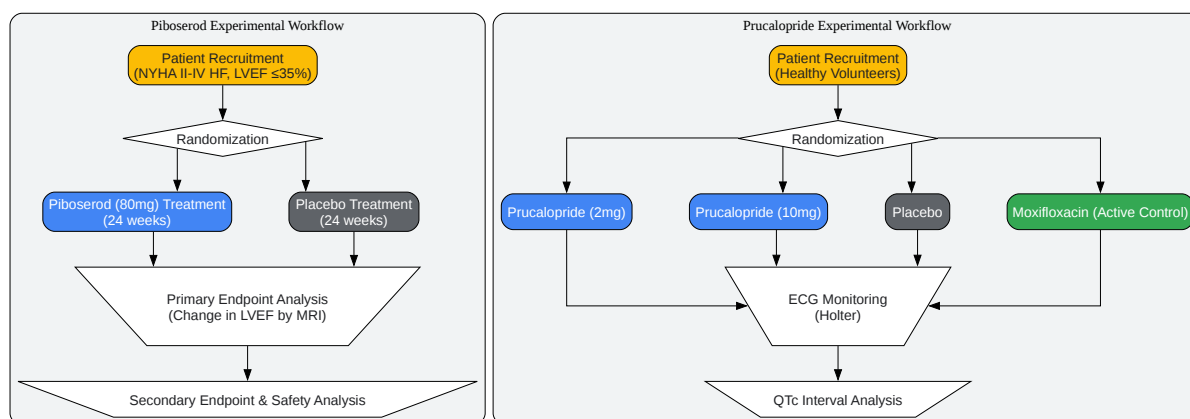 Piboserod Experimental Workflow
Patient Recruitment
(NYHA II-IV HF, LVEF ≤35%)
Randomization
Piboserod (80mg) Treatment
(24 weeks)
Placebo Treatment
(24 weeks)
Primary Endpoint Analysis
(Change in LVEF by MRI)
Secondary Endpoint & Safety Analysis
Prucalopride Experimental Workflow
Patient Recruitment
(Healthy Volunteers)
Randomization
Prucalopride (2mg)
Prucalopride (10mg)
Placebo
Moxifloxacin (Active Control)
ECG Monitoring
(Holter)
QTc Interval Analysis